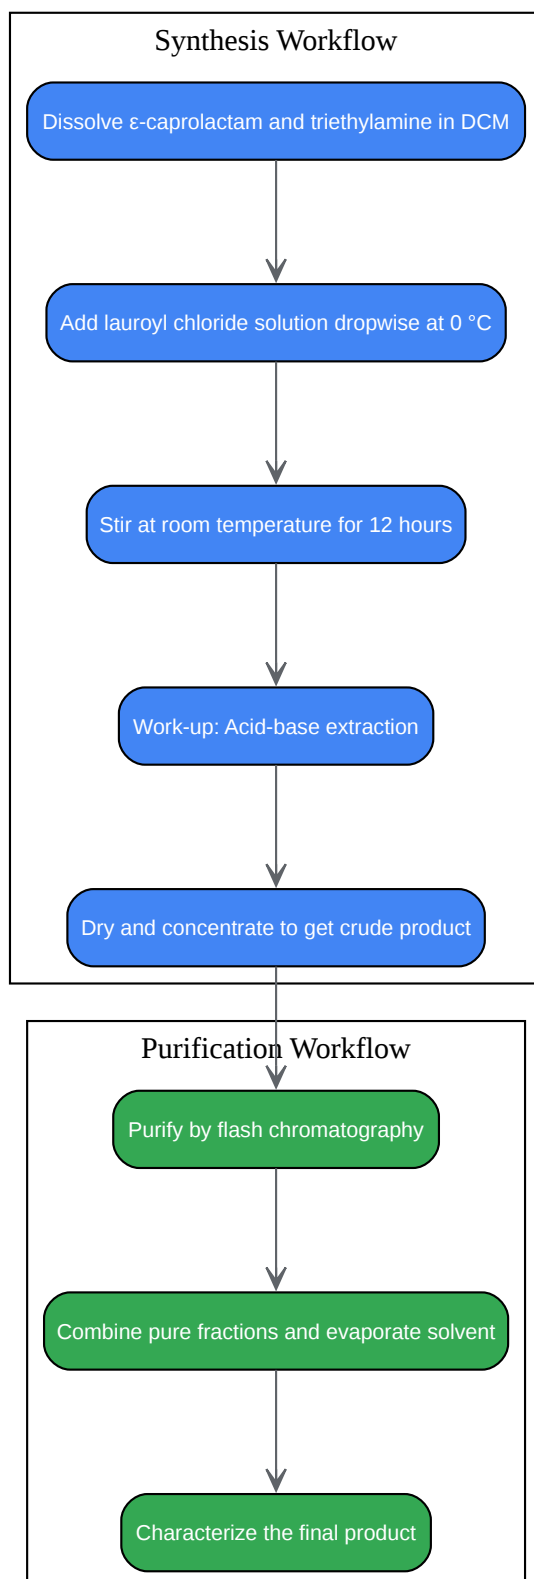 Synthesis Workflow
Dissolve ε-caprolactam and triethylamine in DCM
Add lauroyl chloride solution dropwise at 0 °C
Stir at room temperature for 12 hours
Work-up: Acid-base extraction
Dry and concentrate to get crude product
Purification Workflow
Purify by flash chromatography
Combine pure fractions and evaporate solvent
Characterize the final product